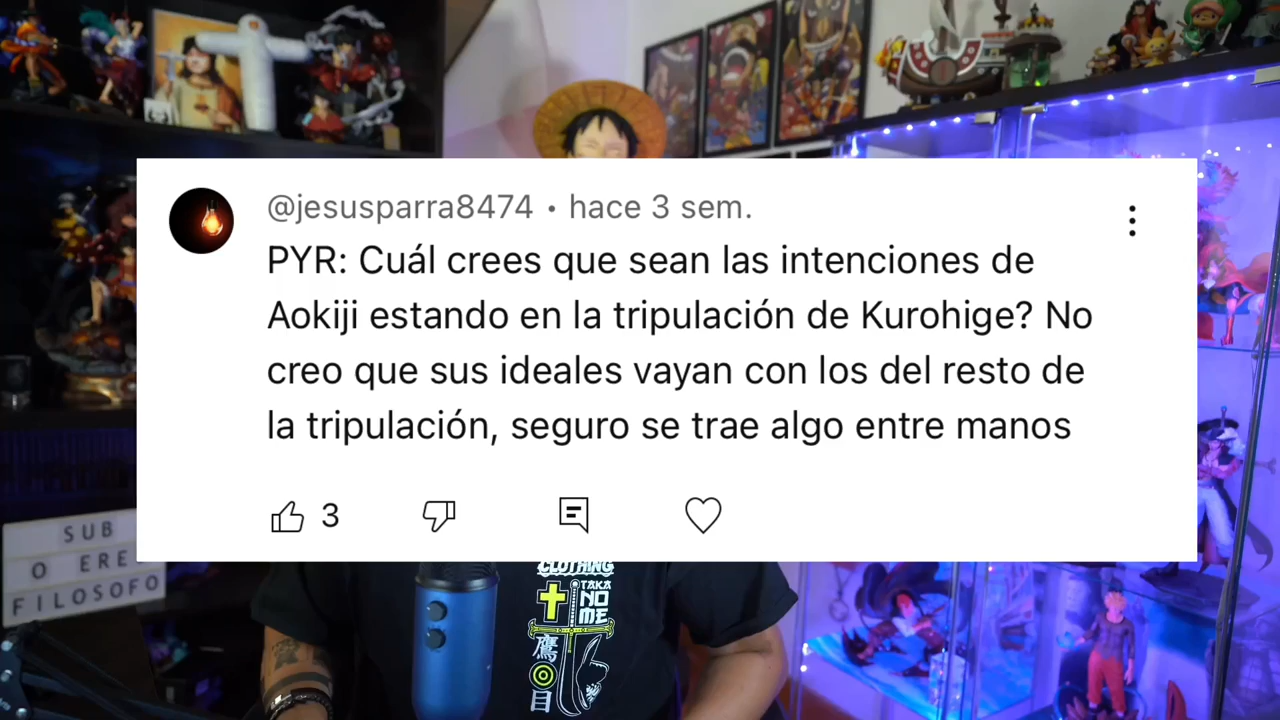 @jesusparra8474 • hace 3 sem.
PYR: Cuál crees que sean las intenciones de
Aokiji estando en la tripulación de Kurohige? No
creo que sus ideales vayan con los del resto de
la tripulación, seguro se trae algo entre manos
3
SUB
O ERE
FILOSOFO
CLOTHING
TAKA
NO
ME
鷹
目